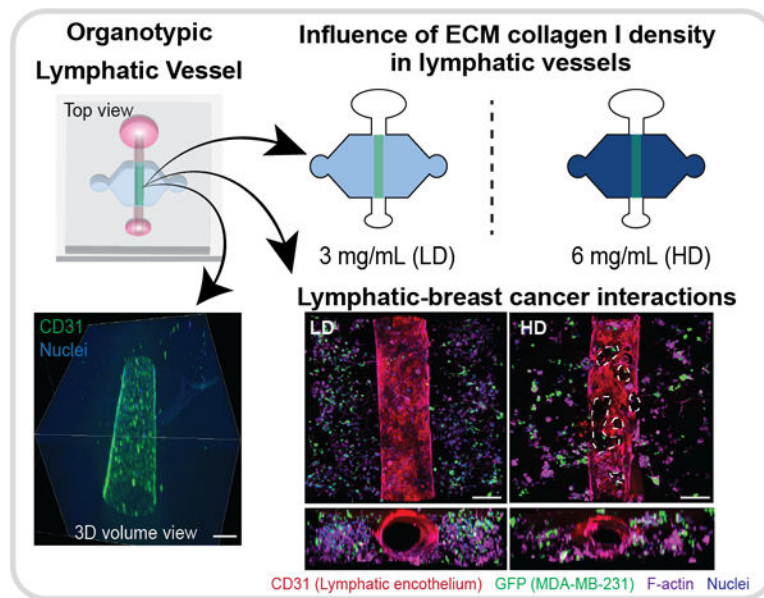 Organotypic
Lymphatic Vessel
Influence of ECM collagen I density
in lymphatic vessels
Top view
3 mg/mL (LD)
6 mg/mL (HD)
Lymphatic-breast cancer interactions
CD31
Nuclei
3D volume view
LD
HD
CD31 (Lymphatic encothelium) GFP (MDA-MB-231) F-actin Nuclei